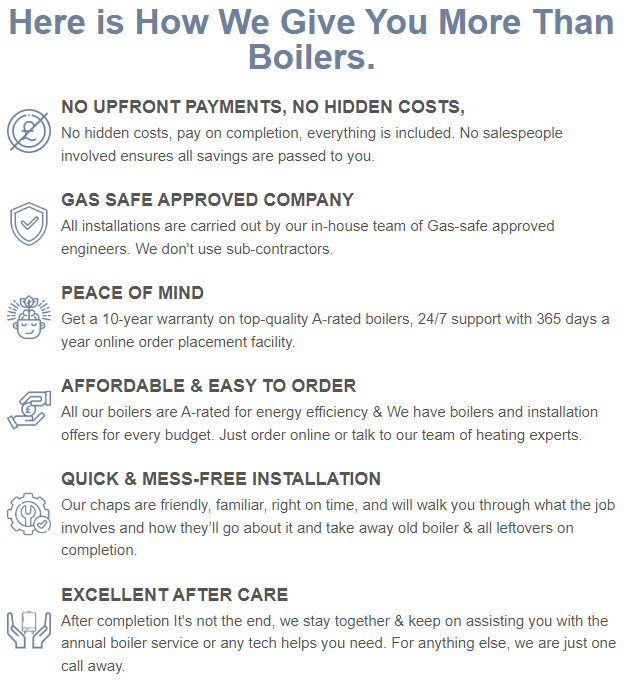 Here is How We Give You More Than
Boilers.
NO UPFRONT PAYMENTS, NO HIDDEN COSTS,
No hidden costs, pay on completion, everything is included. No salespeople
involved ensures all savings are passed to you.
GAS SAFE APPROVED COMPANY
All installations are carried out by our in-house team of Gas-safe approved
engineers. We don't use sub-contractors.
PEACE OF MIND
Get a 10-year warranty on top-quality A-rated boilers, 24/7 support with 365 days a
year online order placement facility.
AFFORDABLE & EASY TO ORDER
All our boilers are A-rated for energy efficiency & We have boilers and installation
offers for every budget. Just order online or talk to our team of heating experts.
QUICK & MESS-FREE INSTALLATION
Our chaps are friendly, familiar, right on time, and will walk you through what the job
involves and how they’ll go about it and take away old boiler & all leftovers on
completion.
EXCELLENT AFTER CARE
After completion It's not the end, we stay together & keep on assisting you with the
annual boiler service or any tech helps you need. For anything else, we are just one
call away.